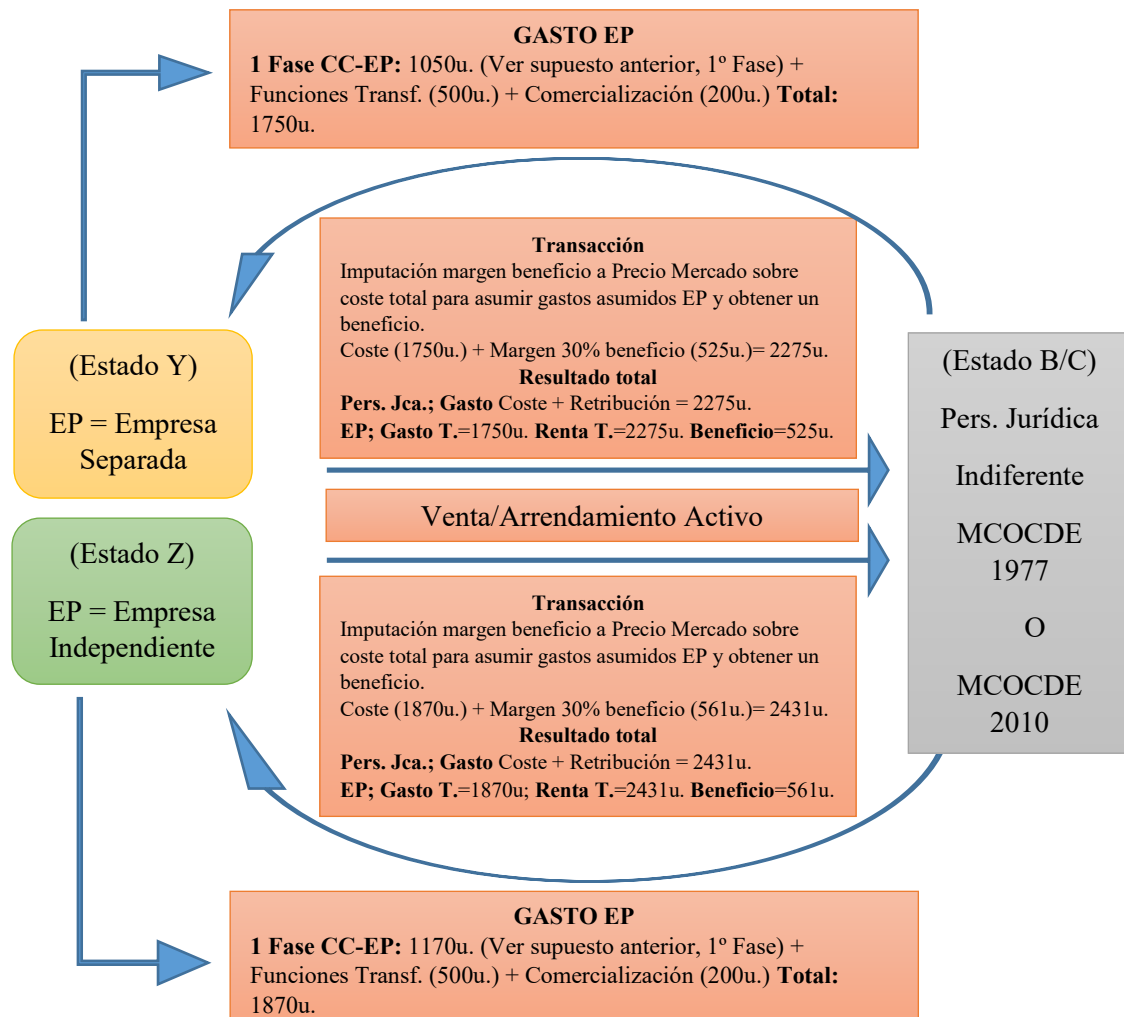 GASTO EP
1 Fase CC-EP: 1050u. (Ver supuesto anterior, 1º Fase) +
Funciones Transf. (500u.) + Comercialización (200u.) Total:
1750u.
Transacción
Imputación margen beneficio a Precio Mercado sobre
coste total para asumir gastos asumidos EP y obtener un
beneficio.
Coste (1750u.) + Margen 30% beneficio (525u.)= 2275u.
Resultado total
Pers. Jca.; Gasto Coste + Retribución = 2275u.
EP; Gasto T.=1750u. Renta T.=2275u. Beneficio=525u.
(Estado Y)
EP = Empresa
Separada
(Estado B/C)
Pers. Jurídica
Indiferente
MCOCDE
1977
O
MCOCDE
2010
Venta/Arrendamiento Activo
(Estado Z)
EP = Empresa
Independiente
Transacción
Imputación margen beneficio a Precio Mercado sobre
coste total para asumir gastos asumidos EP y obtener un
beneficio.
Coste (1870u.) + Margen 30% beneficio (561u.)= 2431u.
Resultado total
Pers. Jca.; Gasto Coste + Retribución = 2431u.
EP; Gasto T.=1870u; Renta T.=2431u. Beneficio=561u.
GASTO EP
1 Fase CC-EP: 1170u. (Ver supuesto anterior, 1º Fase) +
Funciones Transf. (500u.) + Comercialización (200u.) Total:
1870u.